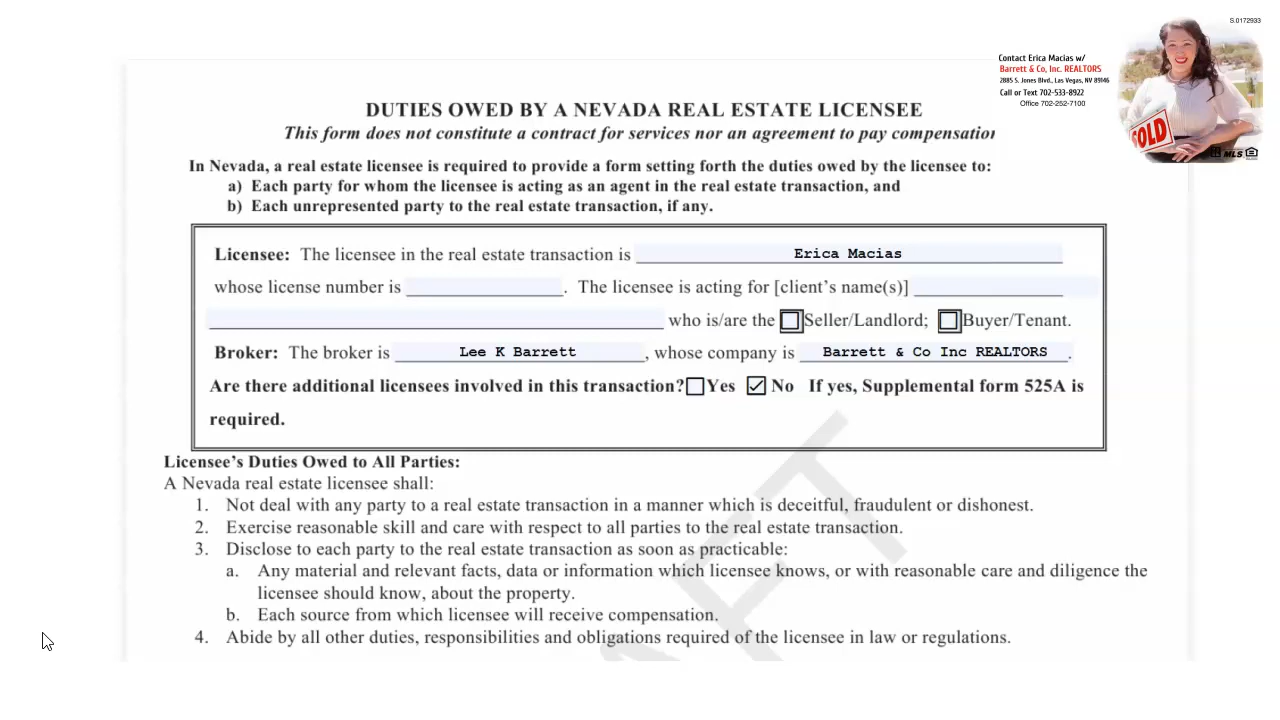 S.0172933
Contact Erica Macias w/
Barrett & Co, Inc. REALTORS
2885 S. Jones Blvd., Las Vegas, NV 89146
Call or Text 702-533-8922
Office 702-252-7100
SOLD
MLS
DUTIES OWED BY A NEVADA REAL ESTATE LICENSEE
This form does not constitute a contract for services nor an agreement to pay compensation
In Nevada, a real estate licensee is required to provide a form setting forth the duties owed by the licensee to:
a) Each party for whom the licensee is acting as an agent in the real estate transaction, and
b) Each unrepresented party to the real estate transaction, if any.
Licensee: The licensee in the real estate transaction is Erica Macias
whose license number is . The licensee is acting for [client's name(s)]
who is/are the Seller/Landlord; Buyer/Tenant.
Broker: The broker is Lee K Barrett, whose company is Barrett & Co Inc REALTORS.
Are there additional licensees involved in this transaction? Yes No If yes, Supplemental form 525A is
required.
Licensee's Duties Owed to All Parties:
A Nevada real estate licensee shall:
1. Not deal with any party to a real estate transaction in a manner which is deceitful, fraudulent or dishonest.
2. Exercise reasonable skill and care with respect to all parties to the real estate transaction.
3. Disclose to each party to the real estate transaction as soon as practicable:
a. Any material and relevant facts, data or information which licensee knows, or with reasonable care and diligence the
licensee should know, about the property.
b. Each source from which licensee will receive compensation.
4. Abide by all other duties, responsibilities and obligations required of the licensee in law or regulations.